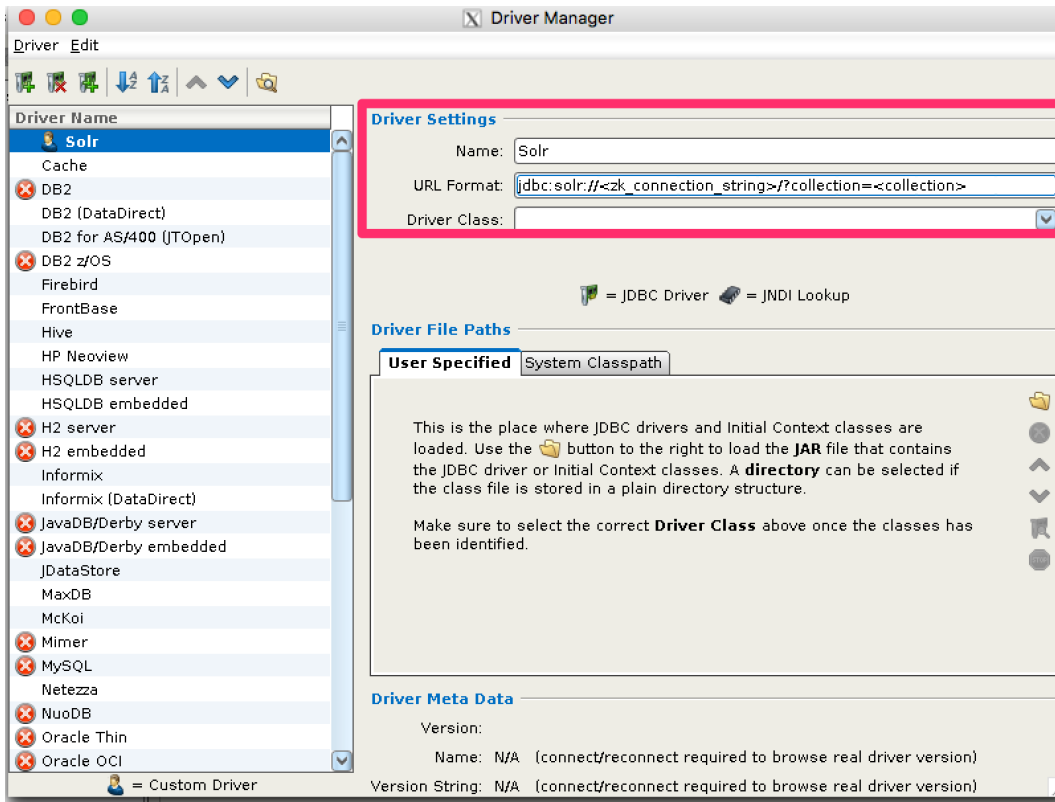 Driver Manager
Driver Edit
Driver Name
Solr
Cache
DB2
DB2 (DataDirect)
DB2 for AS/400 (JTOpen)
DB2 z/OS
Firebird
FrontBase
Hive
HP Neoview
HSQLDB server
HSQLDB embedded
H2 server
H2 embedded
Informix
Informix (DataDirect)
JavaDB/Derby server
JavaDB/Derby embedded
JDataStore
MaxDB
McKoi
Mimer
MySQL
Netezza
NuoDB
Oracle Thin
Oracle OCI
= Custom Driver
Driver Settings
Name: Solr
URL Format: jdbc:solr://<zk_connection_string>/?collection=<collection>
Driver Class:
= JDBC Driver = JNDI Lookup
Driver File Paths
User Specified System Classpath
This is the place where JDBC drivers and Initial Context classes are
loaded. Use the button to the right to load the JAR file that contains
the JDBC driver or Initial Context classes. A directory can be selected if
the class file is stored in a plain directory structure.
Make sure to select the correct Driver Class above once the classes has
been identified.
Driver Meta Data
Version:
Name: N/A (connect/reconnect required to browse real driver version)
Version String: N/A (connect/reconnect required to browse real driver version)